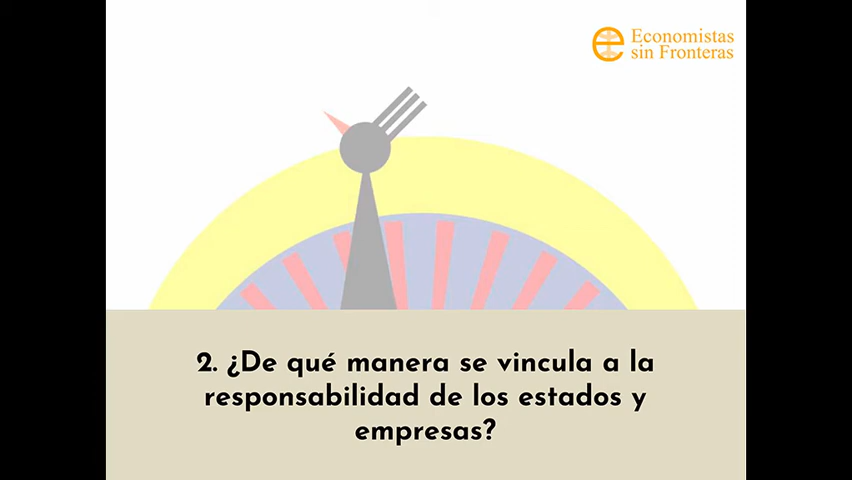 Economistas
sin Fronteras
2. ¿De qué manera se vincula a la
responsabilidad de los estados y
empresas?